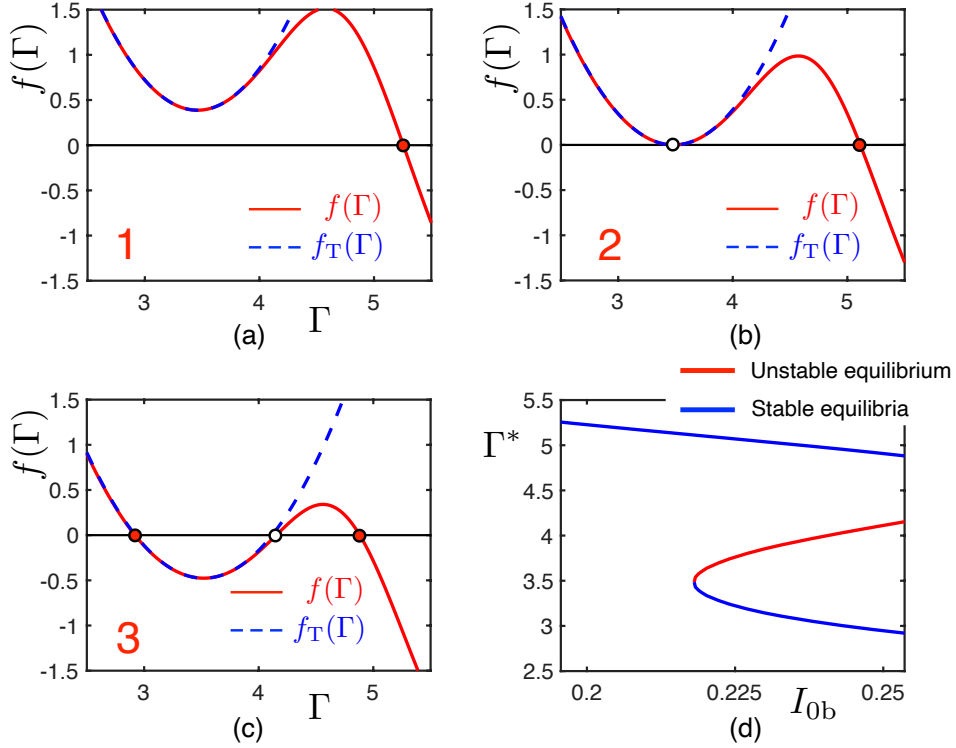 1.5
1
0.5
0
-0.5
-1
-1.5
f(Γ)
f(Γ)
f_T(Γ)
1
3
4
5
Γ
(a)
1.5
1
0.5
0
-0.5
-1
-1.5
f(Γ)
f(Γ)
f_T(Γ)
2
3
4
5
(b)
1.5
1
0.5
0
-0.5
-1
-1.5
f(Γ)
f(Γ)
f_T(Γ)
3
3
4
5
Γ
(c)
Unstable equilibrium
Stable equilibria
5.5
5
4.5
4
3.5
3
2.5
Γ*
0.2
0.225
0.25
I_0b
(d)